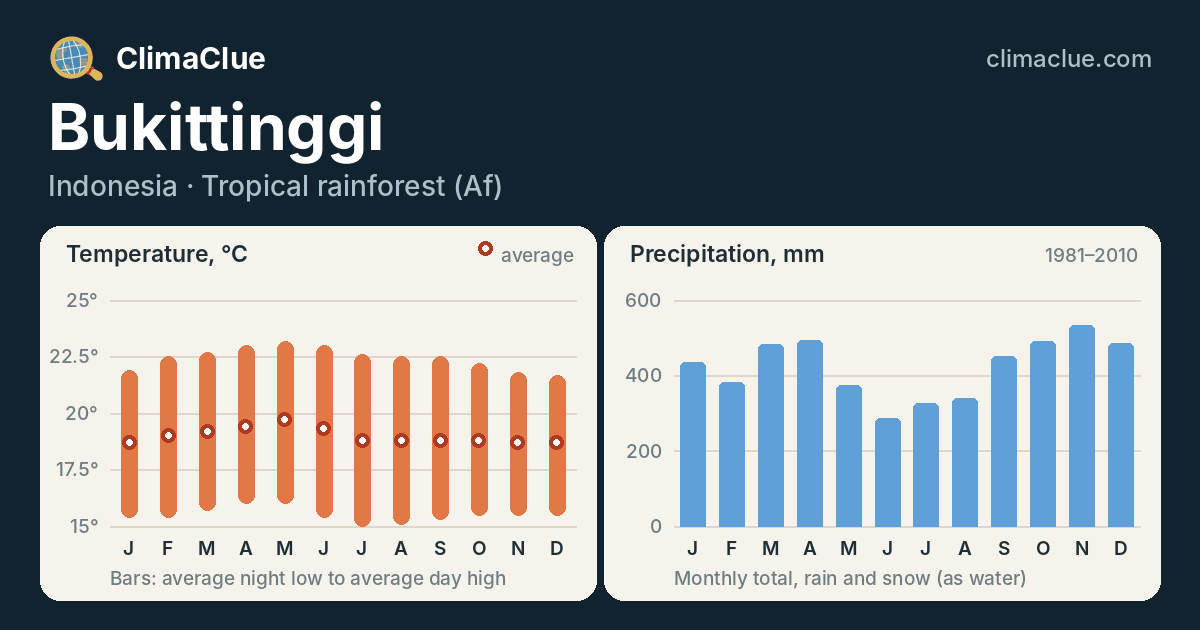 ClimaClue
climaclue.com
Bukittinggi
Indonesia · Tropical rainforest (Af)
Temperature, °C
average
25°
22.5°
20°
17.5°
15°
J F M A M J J A S O N D
Bars: average night low to average day high
Precipitation, mm
1981–2010
600
400
200
0
J F M A M J J A S O N D
Monthly total, rain and snow (as water)